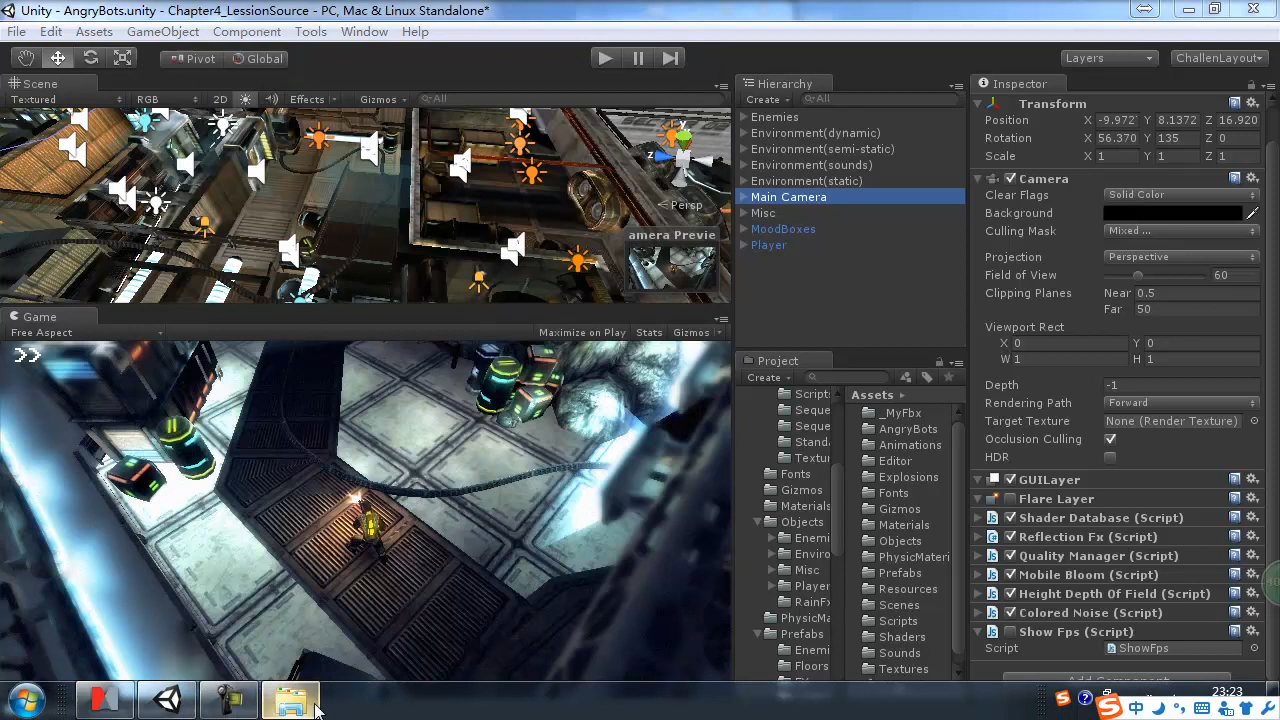 Unity - AngryBots.unity - Chapter4_LessionSource - PC, Mac & Linux Standalone*
File Edit Assets GameObject Component Tools Window Help
Pivot Global Layers ChallenLayout
Scene
Textured RGB 2D Effects Gizmos All
y
z
Persp
amera Previe
Game
Free Aspect Maximize on Play Stats Gizmos
>>
Hierarchy
Create All
Enemies
Environment(dynamic)
Environment(semi-static)
Environment(sounds)
Environment(static)
Main Camera
Misc
MoodBoxes
Player
Project
Create
Scripts
Seque
Seque
Stand
Textur
Fonts
Gizmos
Materials
Objects
Enemi
Enviro
Misc
Player
RainFx
PhysicMa
Prefabs
Enemi
Floors
Assets
_MyFbx
AngryBots
Animations
Editor
Explosions
Fonts
Gizmos
Materials
Objects
PhysicMateri
Prefabs
Resources
Scenes
Scripts
Shaders
Sounds
Textures
Inspector
Transform
Position X -9.972 Y 8.1372 Z 16.920
Rotation X 56.370 Y 135 Z 0
Scale X 1 Y 1 Z 1
Camera
Clear Flags Solid Color
Background
Culling Mask Mixed ...
Projection Perspective
Field of View 60
Clipping Planes Near 0.5
Far 50
Viewport Rect
X 0 Y 0
W 1 H 1
Depth -1
Rendering Path Forward
Target Texture None (Render Texture)
Occlusion Culling
HDR
GUILayer
Flare Layer
Shader Database (Script)
Reflection Fx (Script)
Quality Manager (Script)
Mobile Bloom (Script)
Height Depth Of Field (Script)
Colored Noise (Script)
Show Fps (Script)
Script ShowFps
23:23
中